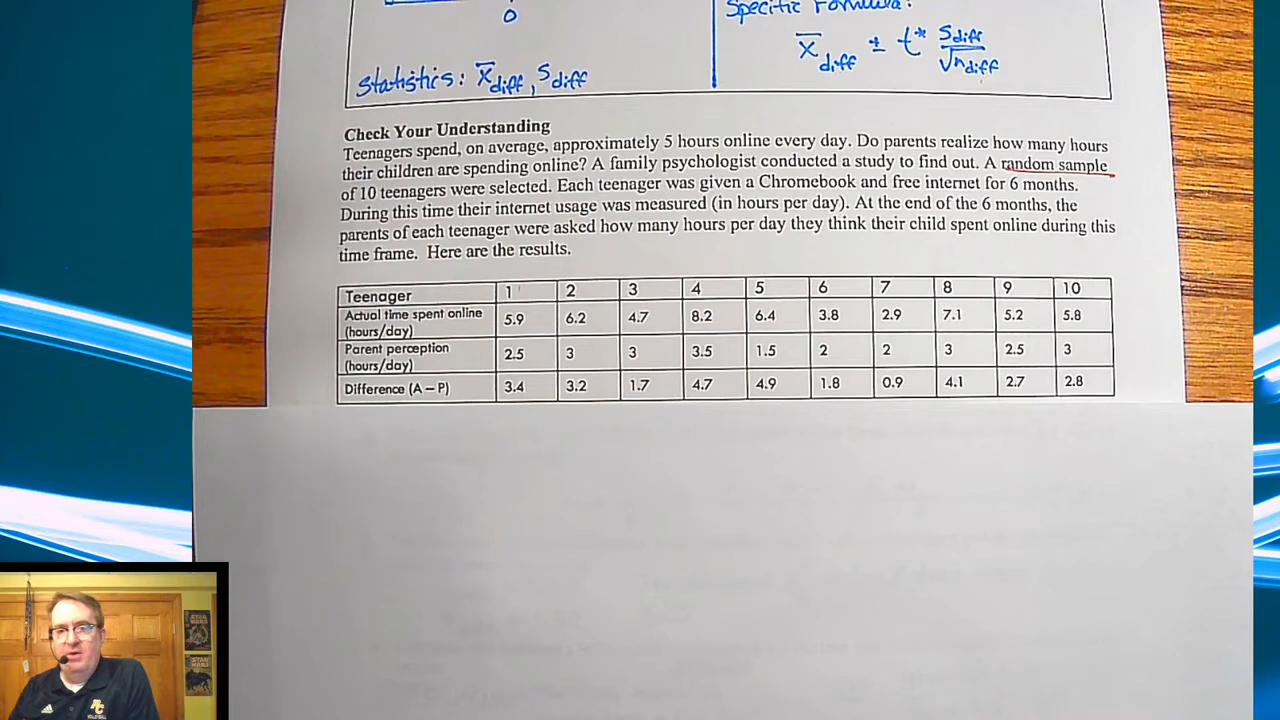 0
Specific Formula:
x̄diff ± t* Sdiff/√ndiff
Statistics: x̄diff, Sdiff
Check Your Understanding
Teenagers spend, on average, approximately 5 hours online every day. Do parents realize how many hours
their children are spending online? A family psychologist conducted a study to find out. A random sample
of 10 teenagers were selected. Each teenager was given a Chromebook and free internet for 6 months.
During this time their internet usage was measured (in hours per day). At the end of the 6 months, the
parents of each teenager were asked how many hours per day they think their child spent online during this
time frame. Here are the results.
Teenager 1 2 3 4 5 6 7 8 9 10
Actual time spent online
(hours/day) 5.9 6.2 4.7 8.2 6.4 3.8 2.9 7.1 5.2 5.8
Parent perception
(hours/day) 2.5 3 3 3.5 1.5 2 2 3 2.5 3
Difference (A – P) 3.4 3.2 1.7 4.7 4.9 1.8 0.9 4.1 2.7 2.8
STAR
WARS
STAR
WARS